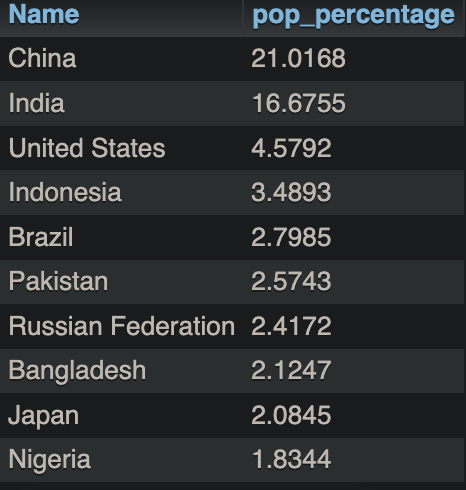 Name pop_percentage
China 21.0168
India 16.6755
United States 4.5792
Indonesia 3.4893
Brazil 2.7985
Pakistan 2.5743
Russian Federation 2.4172
Bangladesh 2.1247
Japan 2.0845
Nigeria 1.8344